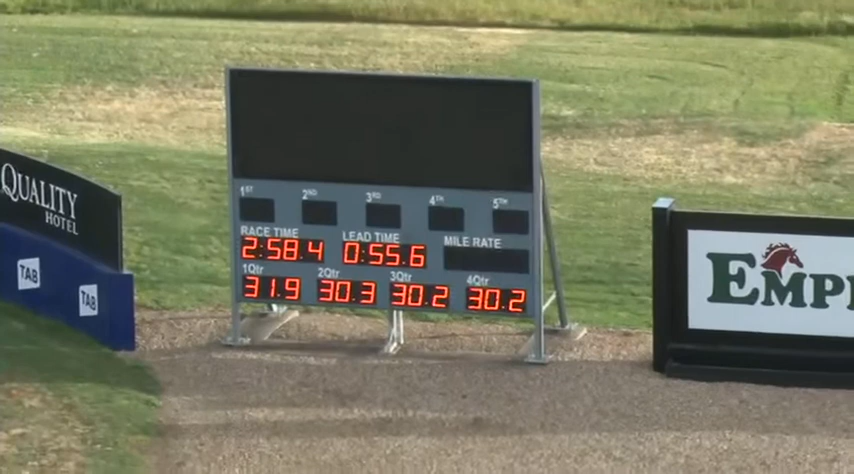 QUALITY
HOTEL
TAB
TAB
1ST 2ND 3RD 4TH 5TH
RACE TIME LEAD TIME MILE RATE
2:58.4 0:55.6
1Qtr 2Qtr 3Qtr 4Qtr
31.9 30.3 30.2 30.2